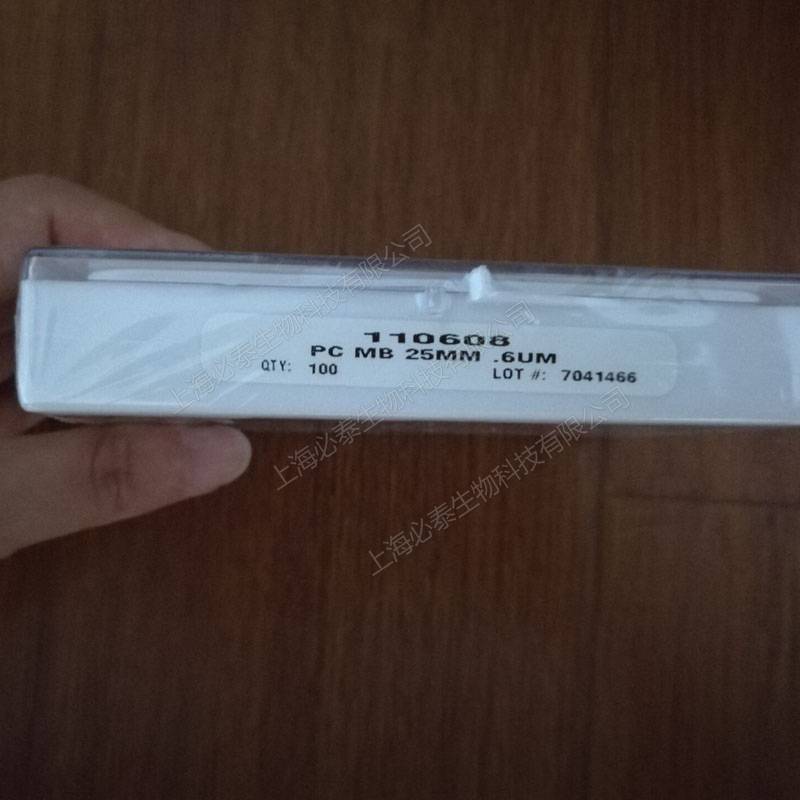 上海必泰生物科技有限公司
110608
PC MB 25MM .6UM
QTY: 100 LOT #: 7041466
上海必泰生物科技有限公司
上海必泰生物科技有限公司